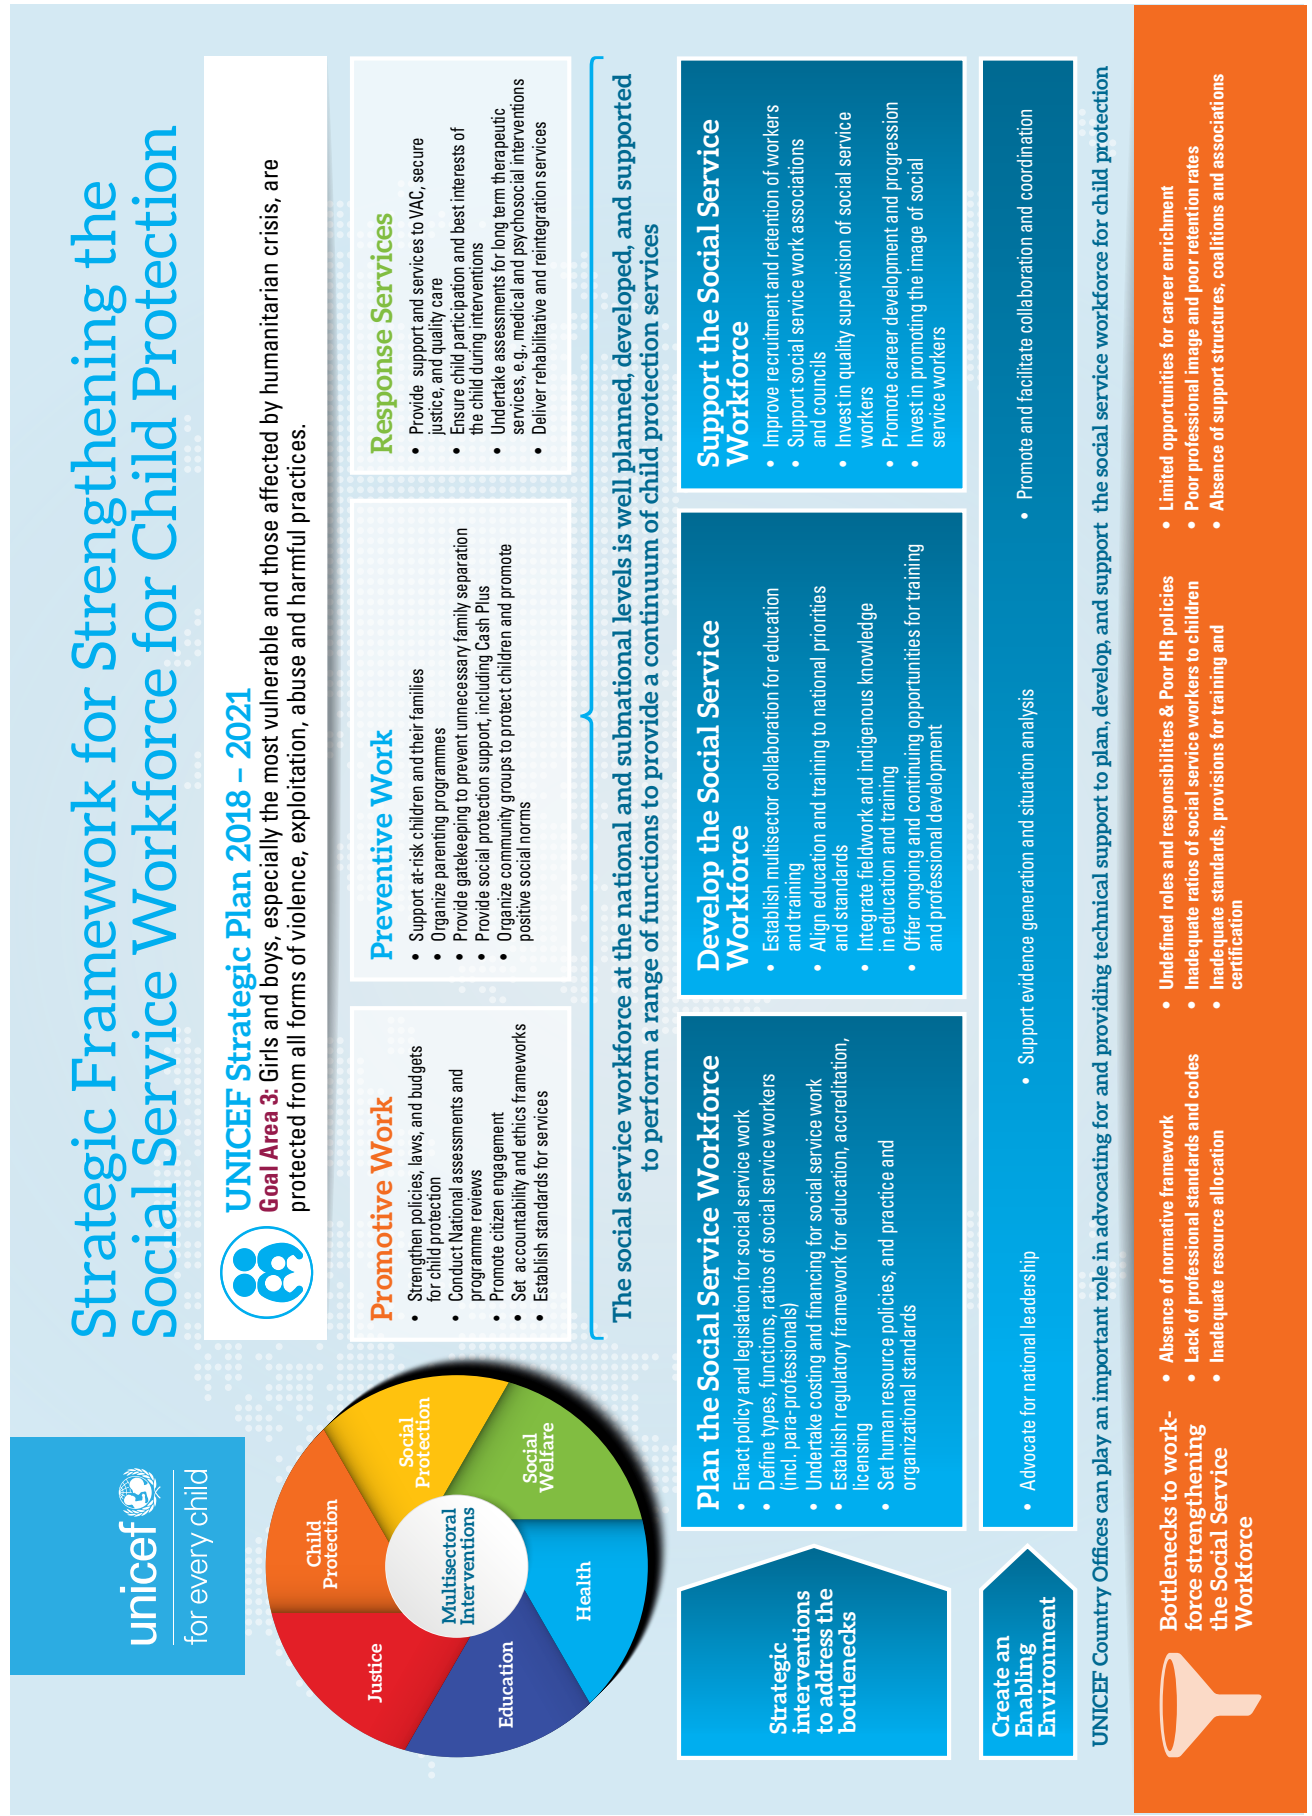 unicef
for every child
Strategic Framework for Strengthening the
Social Service Workforce for Child Protection
UNICEF Strategic Plan 2018 – 2021
Goal Area 3: Girls and boys, especially the most vulnerable and those affected by humanitarian crisis, are
protected from all forms of violence, exploitation, abuse and harmful practices.
Multisectoral
Interventions
Child
Protection
Social
Protection
Social
Welfare
Health
Education
Justice
Promotive Work
• Strengthen policies, laws, and budgets
for child protection
• Conduct National assessments and
programme reviews
• Promote citizen engagement
• Set accountability and ethics frameworks
• Establish standards for services
Preventive Work
• Support at-risk children and their families
• Organize parenting programmes
• Provide gatekeeping to prevent unnecessary family separation
• Provide social protection support, including Cash Plus
• Organize community groups to protect children and promote
positive social norms
Response Services
• Provide support and services to VAC, secure
justice, and quality care
• Ensure child participation and best interests of
the child during interventions
• Undertake assessments for long term therapeutic
services, e.g., medical and psychosocial interventions
• Deliver rehabilitative and reintegration services
The social service workforce at the national and subnational levels is well planned, developed, and supported
to perform a range of functions to provide a continuum of child protection services
Strategic
interventions
to address the
bottlenecks
Plan the Social Service Workforce
• Enact policy and legislation for social service work
• Define types, functions, ratios of social service workers
(incl. para-professionals)
• Undertake costing and financing for social service work
• Establish regulatory framework for education, accreditation,
licensing
• Set human resource policies, and practice and
organizational standards
Develop the Social Service
Workforce
• Establish multisector collaboration for education
and training
• Align education and training to national priorities
and standards
• Integrate fieldwork and indigenous knowledge
in education and training
• Offer ongoing and continuing opportunities for training
and professional development
Support the Social Service
Workforce
• Improve recruitment and retention of workers
• Support social service work associations
and councils
• Invest in quality supervision of social service
workers
• Promote career development and progression
• Invest in promoting the image of social
service workers
Create an
Enabling
Environment
• Advocate for national leadership
• Support evidence generation and situation analysis
• Promote and facilitate collaboration and coordination
UNICEF Country Offices can play an important role in advocating for and providing technical support to plan, develop, and support the social service workforce for child protection
Bottlenecks to work-
force strengthening
the Social Service
Workforce
• Absence of normative framework
• Lack of professional standards and codes
• Inadequate resource allocation
• Undefined roles and responsibilities & Poor HR policies
• Inadequate ratios of social service workers to children
• Inadequate standards, provisions for training and
certification
• Limited opportunities for career enrichment
• Poor professional image and poor retention rates
• Absence of support structures, coalitions and associations